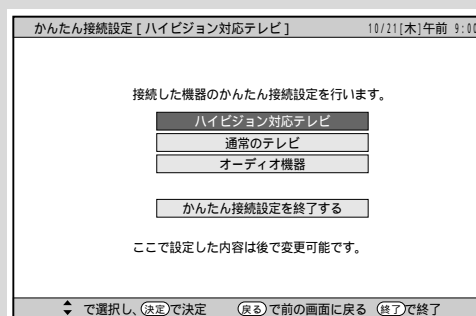 かんたん接続設定 [ ハイビジョン対応テレビ ] 10/21[木]午前 9:00
接続した機器のかんたん接続設定を行います。
ハイビジョン対応テレビ
通常のテレビ
オーディオ機器
かんたん接続設定を終了する
ここで設定した内容は後で変更可能です。
で選択し、決定で決定 戻るで前の画面に戻る 終了で終了